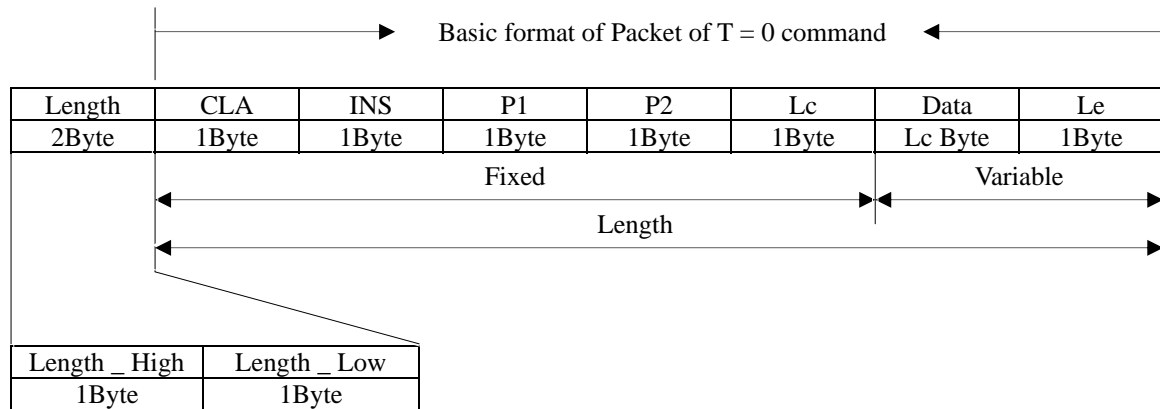 Basic format of Packet of T = 0 command
Length CLA INS P1 P2 Lc Data Le
2Byte 1Byte 1Byte 1Byte 1Byte 1Byte Lc Byte 1Byte
Fixed Variable
Length
Length _ High Length _ Low
1Byte 1Byte